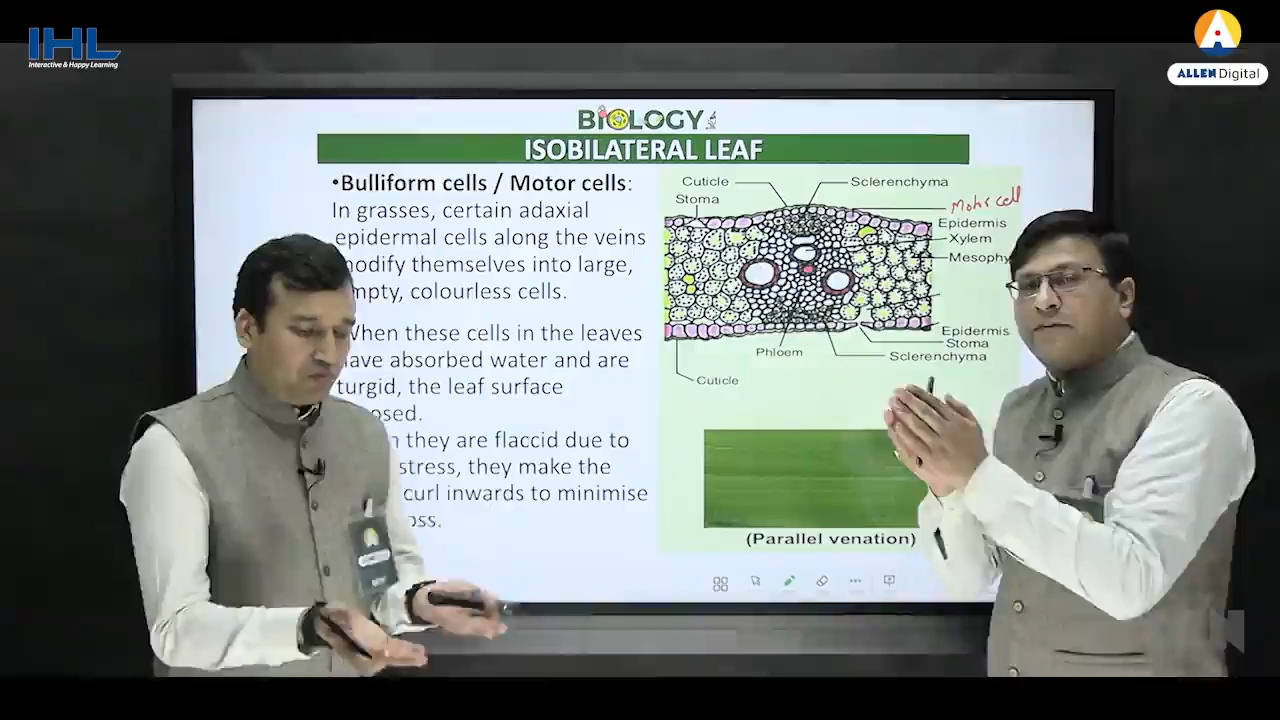 IHL
Interactive & Happy Learning
ALLEN Digital
BIOLOGY
ISOBILATERAL LEAF
•Bulliform cells / Motor cells:
In grasses, certain adaxial
epidermal cells along the veins
modify themselves into large,
empty, colourless cells.
When these cells in the leaves
have absorbed water and are
turgid, the leaf surface
they are flaccid due to
stress, they make the
curl inwards to minimise
Cuticle
Sclerenchyma
Stoma
Motor cell
Epidermis
Xylem
Mesophy
Epidermis
Stoma
Phloem
Sclerenchyma
Cuticle
(Parallel venation)